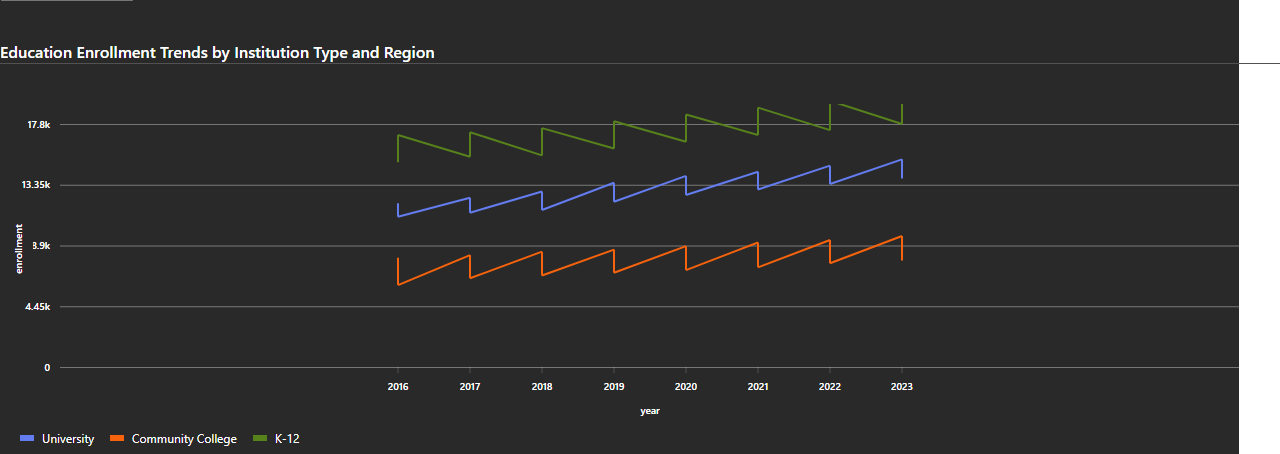 Education Enrollment Trends by Institution Type and Region
17.8k
13.35k
8.9k
4.45k
0
enrollment
2016 2017 2018 2019 2020 2021 2022 2023
year
University Community College K-12